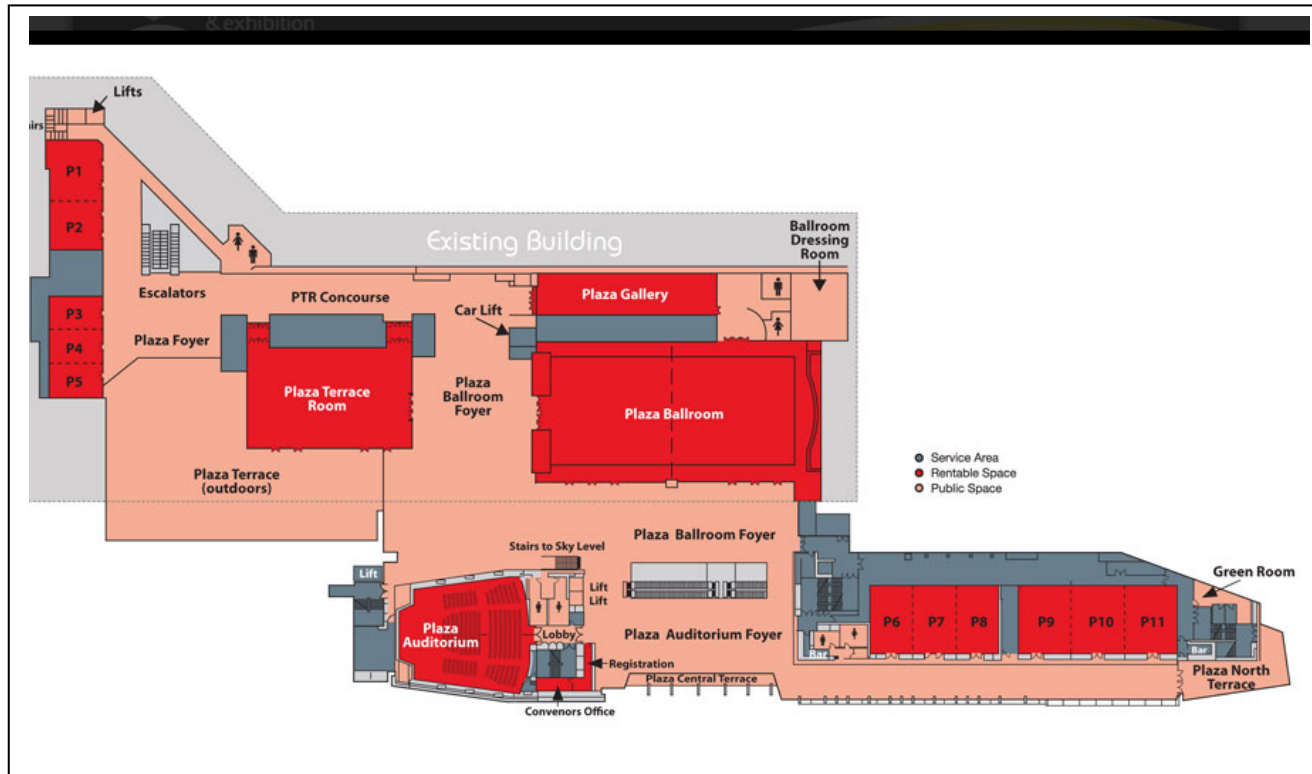 & exhibition
Lifts
airs
P1
P2
Existing Building
Ballroom
Dressing
Room
Escalators
PTR Concourse
Plaza Gallery
Car Lift
P3
P4
P5
Plaza Foyer
Plaza Terrace
Room
Plaza
Ballroom
Foyer
Plaza Ballroom
Plaza Terrace
(outdoors)
Service Area
Rentable Space
Public Space
Stairs to Sky Level
Plaza Ballroom Foyer
Lift
Lift
Lift
Green Room
Plaza
Auditorium
Lobby
Plaza Auditorium Foyer
P6
P7
P8
P9
P10
P11
Bar
Bar
Registration
Plaza Central Terrace
Plaza North
Terrace
Convenors Office